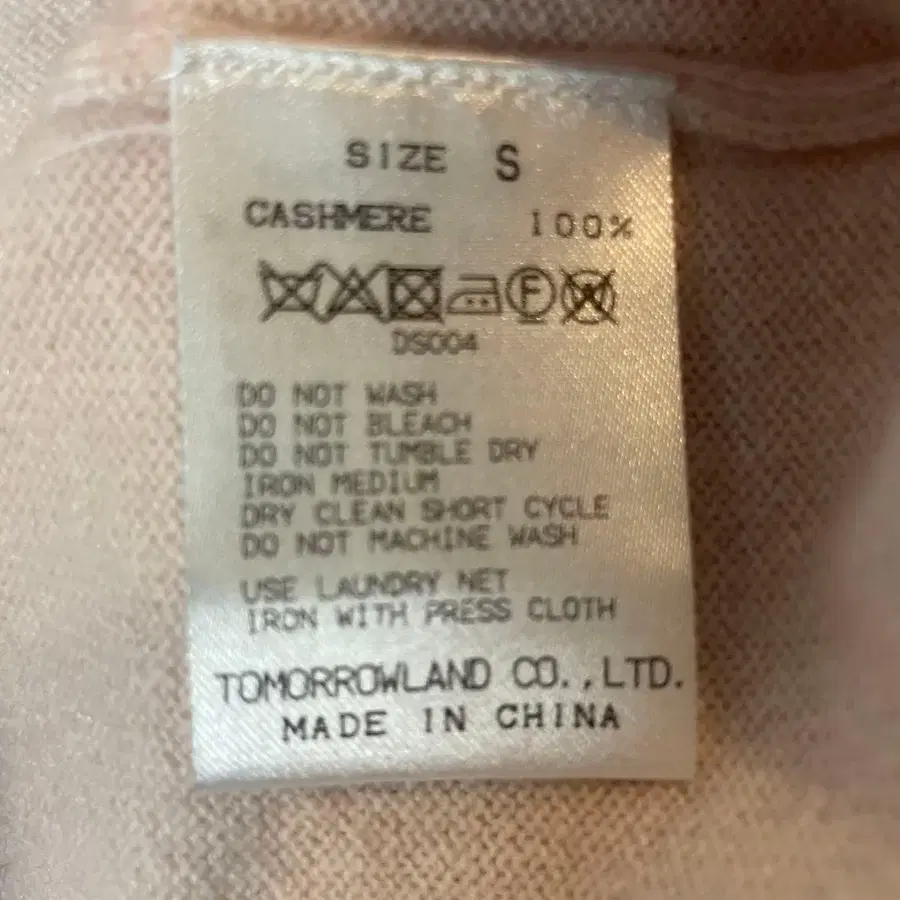 SIZE S
CASHMERE 100%
F W
DS004
DO NOT WASH
DO NOT BLEACH
DO NOT TUMBLE DRY
IRON MEDIUM
DRY CLEAN SHORT CYCLE
DO NOT MACHINE WASH
USE LAUNDRY NET
IRON WITH PRESS CLOTH
TOMORROWLAND CO.,LTD.
MADE IN CHINA